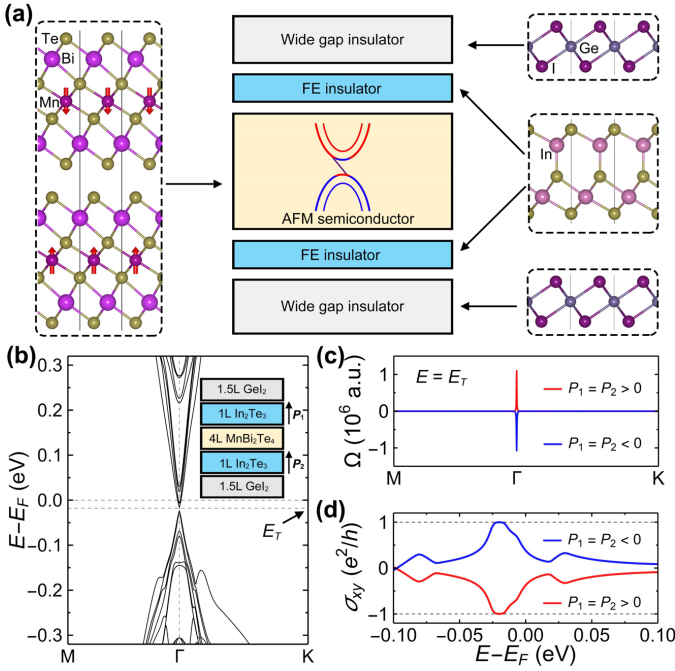 (a)
Te
Bi
Mn
Wide gap insulator
FE insulator
AFM semiconductor
FE insulator
Wide gap insulator
Ge
I
In
(b)
E−E_F (eV)
0.3
0.2
0.1
0.0
−0.1
−0.2
−0.3
M
Γ
K
1.5L GeI₂
1L In₂Te₃
P₁
4L MnBi₂Te₄
1L In₂Te₃
P₂
1.5L GeI₂
E_T
(c)
Ω (10⁶ a.u.)
1
0
−1
E = E_T
P₁ = P₂ > 0
P₁ = P₂ < 0
M
Γ
K
(d)
σ_xy (e²/h)
1
0
−1
P₁ = P₂ < 0
P₁ = P₂ > 0
−0.10
−0.05
0.00
0.05
0.10
E−E_F (eV)